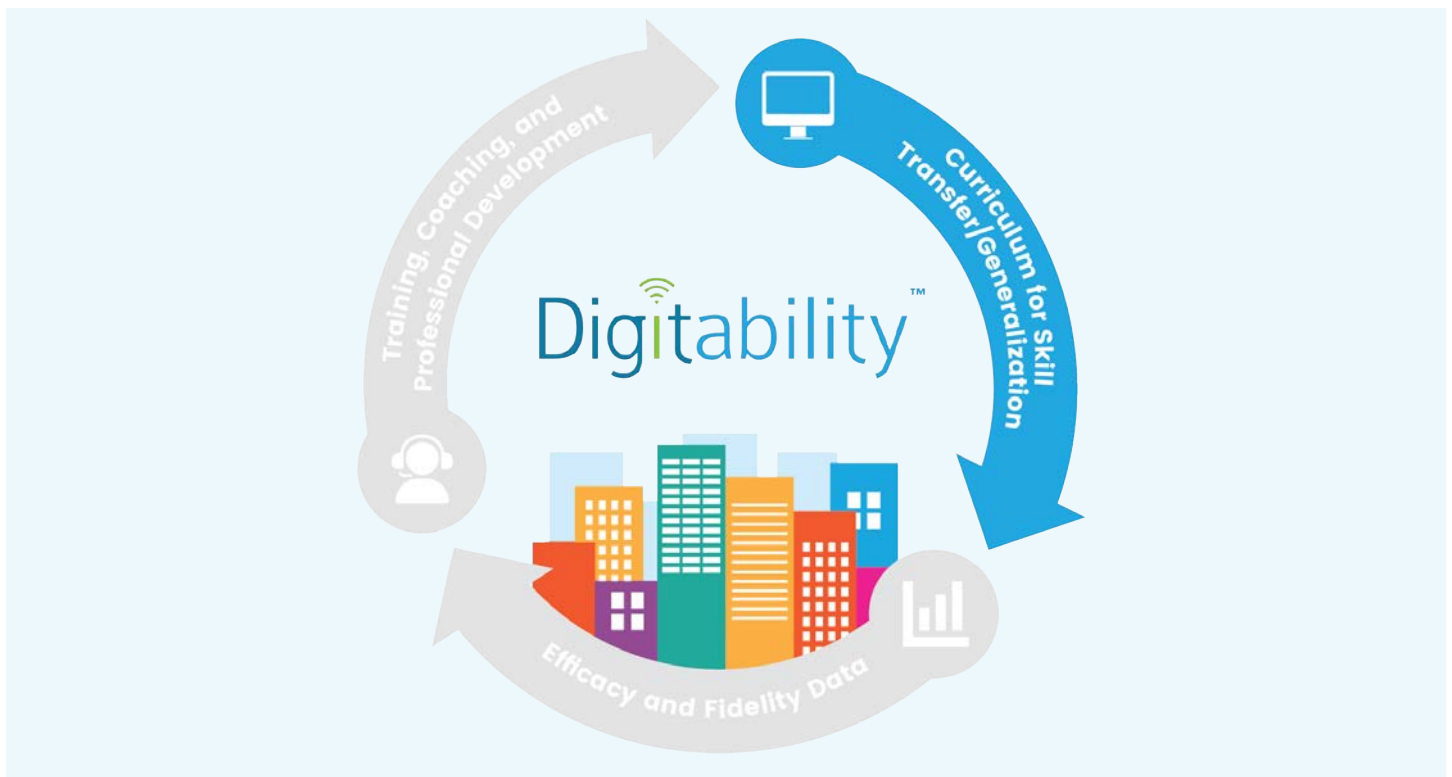 Training, Coaching, and
Professional Development
Curriculum for Skill
Transfer/Generalization
Digitability™
Efficacy and Fidelity Data